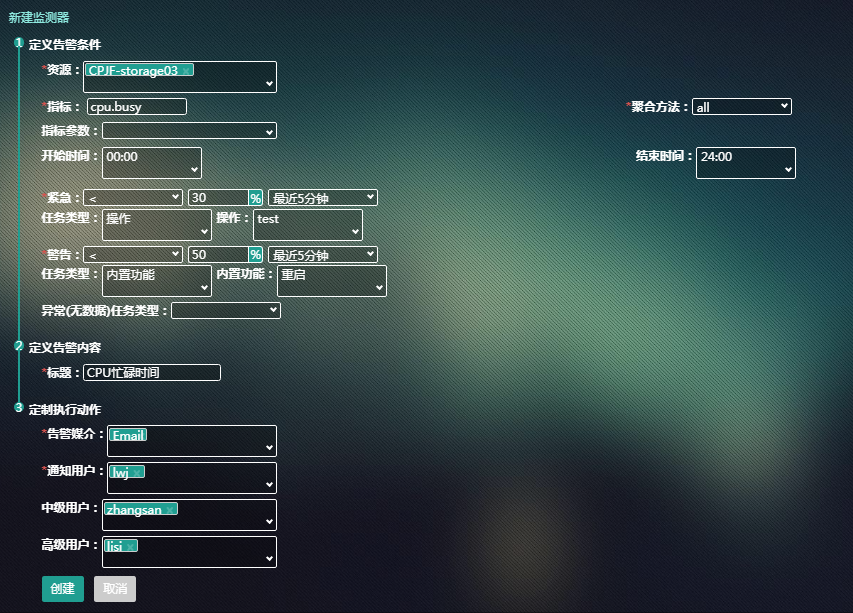 新建监测器
1 定义告警条件
*资源： CPJF-storage03 x
*指标： cpu.busy *聚合方法： all
指标参数：
开始时间： 00:00 结束时间： 24:00
*紧急： < 30 % 最近5分钟
任务类型： 操作 操作： test
*警告： < 50 % 最近5分钟
任务类型： 内置功能 内置功能： 重启
异常(无数据)任务类型：
2 定义告警内容
*标题： CPU忙碌时间
3 定制执行动作
*告警媒介： Email
*通知用户： lwj x
中级用户： zhangsan x
高级用户： lisi x
创建 取消